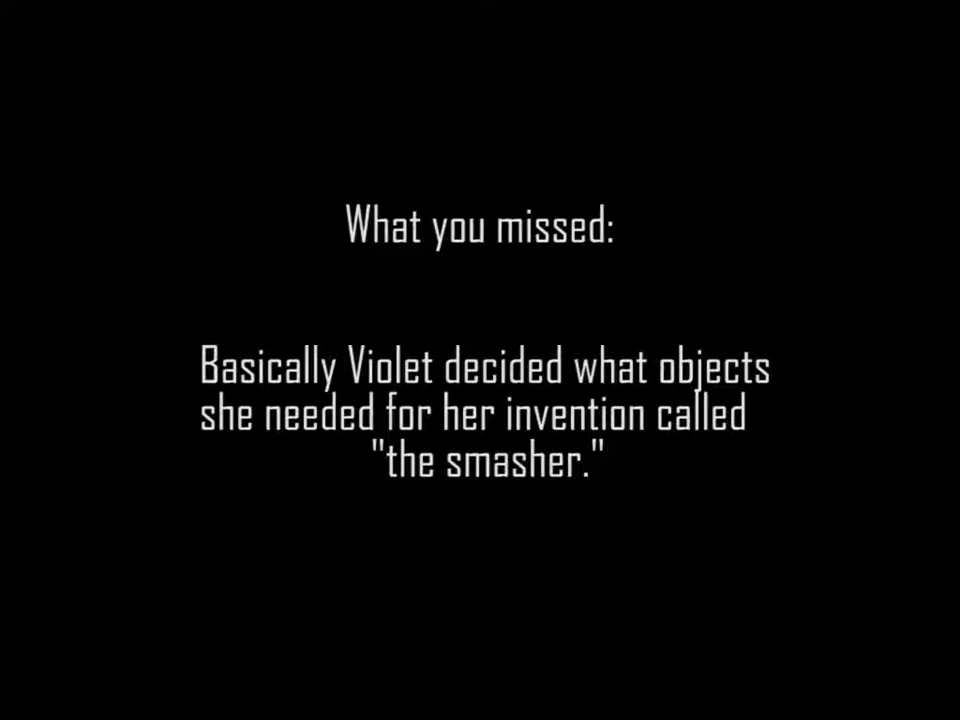 What you missed:
Basically Violet decided what objects
she needed for her invention called
"the smasher."